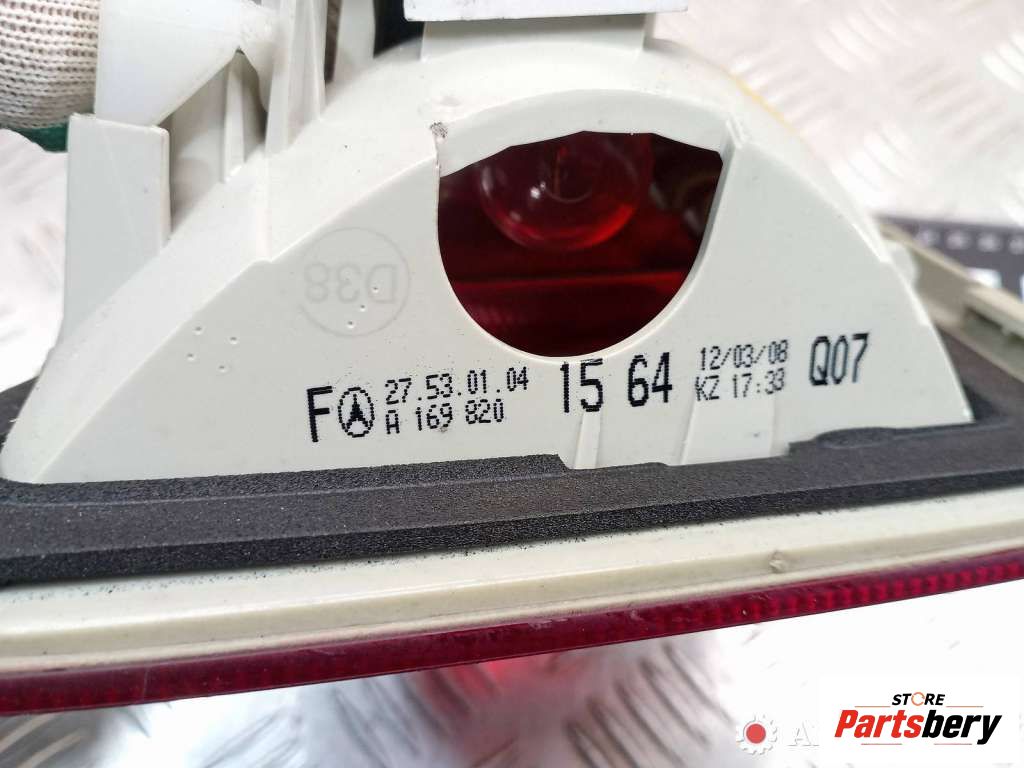 D38
F 27.53.01.04 15 64 12/03/08 Q07
A 169 820 KZ 17:33
STORE
Partsbery